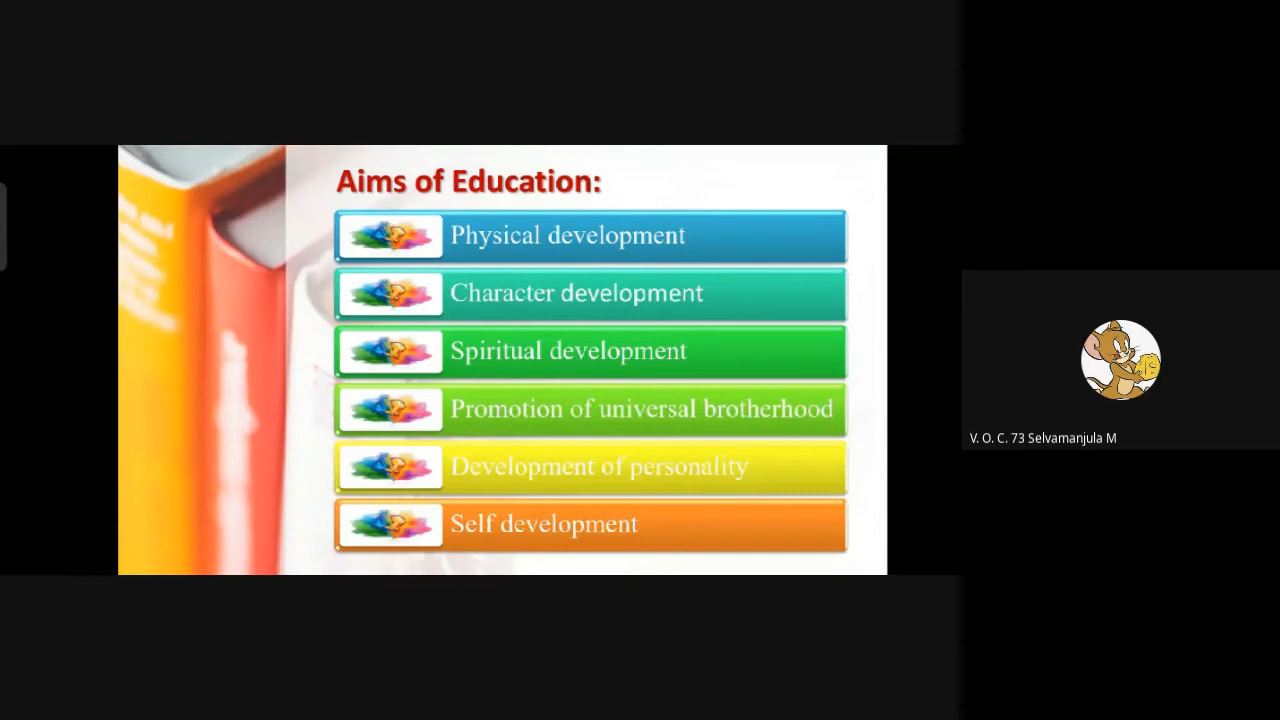 Aims of Education:
Physical development
Character development
Spiritual development
Promotion of universal brotherhood
Development of personality
Self development
V. O. C. 73 Selvamanjula M